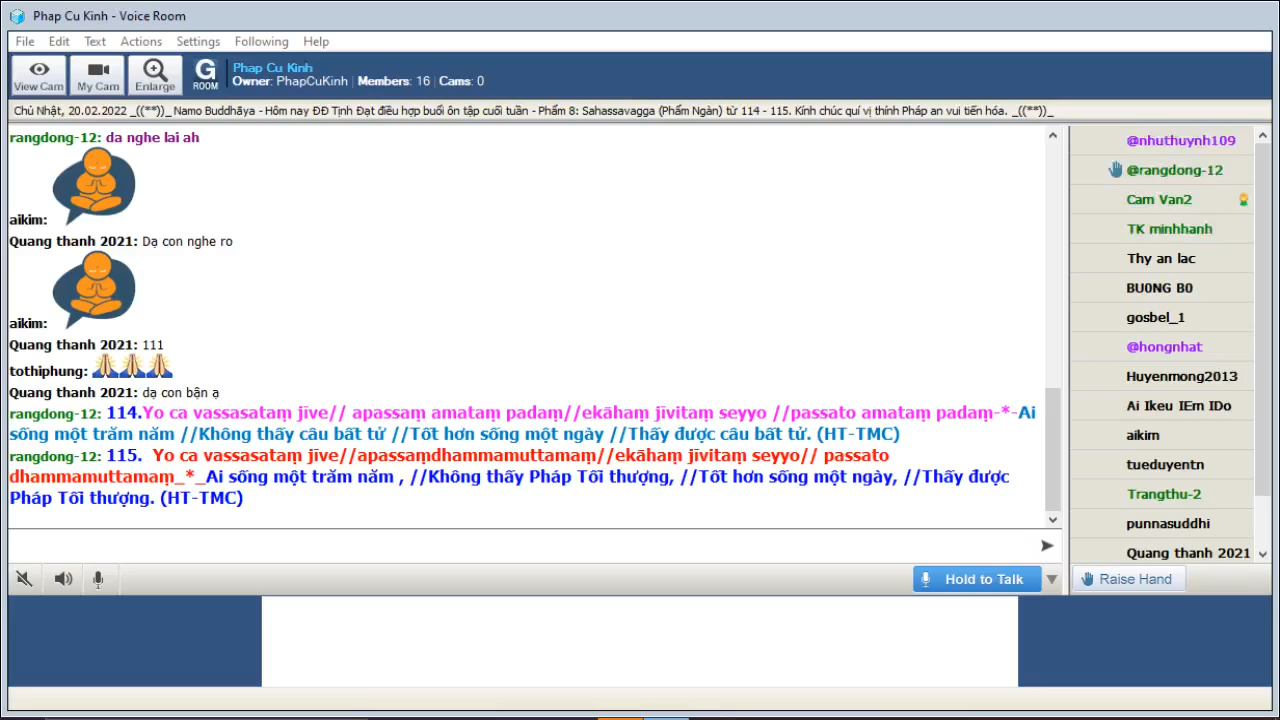 Phap Cu Kinh - Voice Room
File Edit Text Actions Settings Following Help
View Cam
My Cam
Enlarge
G
ROOM
Phap Cu Kinh
Owner: PhapCuKinh | Members: 16 | Cams: 0
Chủ Nhật, 20.02.2022 _((**))_ Namo Buddhāya - Hôm nay ĐĐ Tịnh Đạt điều hợp buổi ôn tập cuối tuần - Phẩm 8: Sahassavagga (Phẩm Ngàn) từ 114 - 115. Kính chúc quí vị thính Pháp an vui tiến hóa. _((**))_
rangdong-12: da nghe lai ah
aikim:
Quang thanh 2021: Dạ con nghe ro
aikim:
Quang thanh 2021: 111
tothiphung:
Quang thanh 2021: dạ con bận ạ
rangdong-12: 114.Yo ca vassasataṃ jīve// apassaṃ amataṃ padaṃ//ekāhaṃ jīvitaṃ seyyo //passato amataṃ padaṃ-*-Ai
sống một trăm năm //Không thấy câu bất tử //Tốt hơn sống một ngày //Thấy được câu bất tử. (HT-TMC)
rangdong-12: 115. Yo ca vassasataṃ jīve//apassaṃdhammamuttamaṃ//ekāhaṃ jīvitaṃ seyyo// passato
dhammamuttamaṃ_*_Ai sống một trăm năm , //Không thấy Pháp Tối thượng, //Tốt hơn sống một ngày, //Thấy được
Pháp Tối thượng. (HT-TMC)
@nhuthuynh109
@rangdong-12
Cam Van2
TK minhhanh
Thy an lac
BU0NG B0
gosbel_1
@hongnhat
Huyenmong2013
Ai Ikeu IEm IDo
aikim
tueduyentn
Trangthu-2
punnasuddhi
Quang thanh 2021
Hold to Talk
Raise Hand